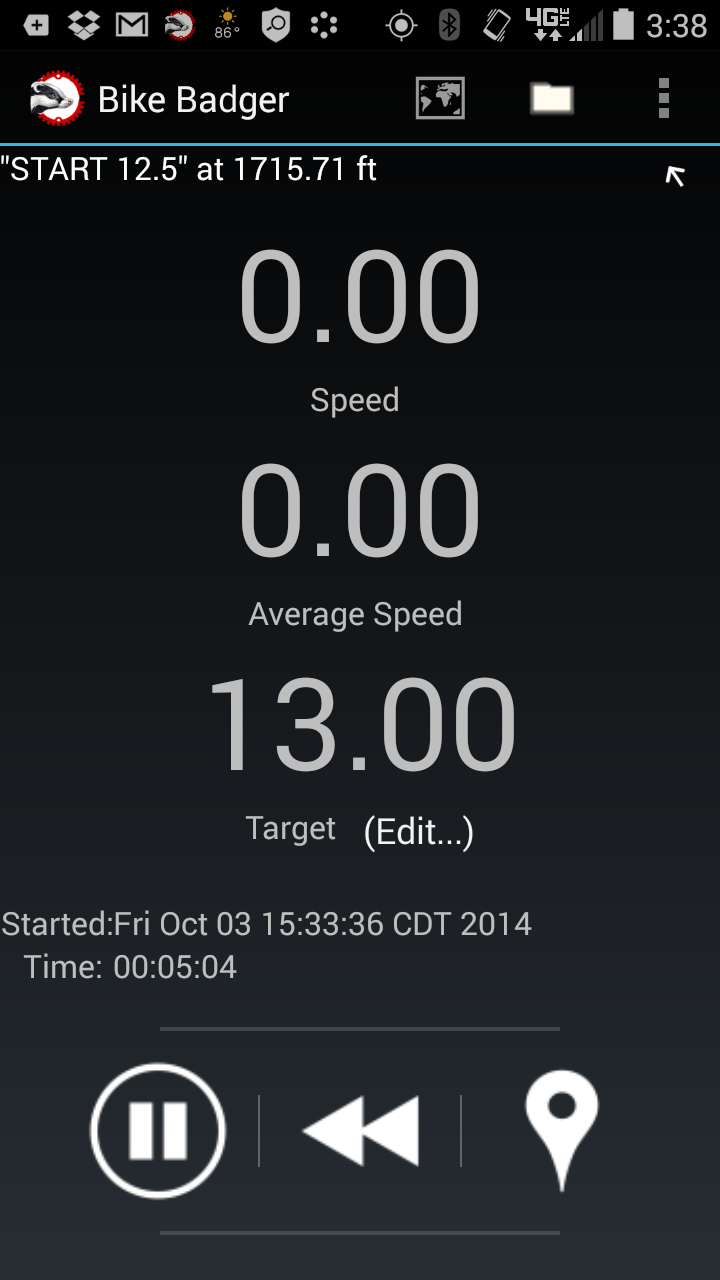 86° 4G LTE 3:38
Bike Badger
"START 12.5" at 1715.71 ft
0.00
Speed
0.00
Average Speed
13.00
Target (Edit...)
Started:Fri Oct 03 15:33:36 CDT 2014
Time: 00:05:04